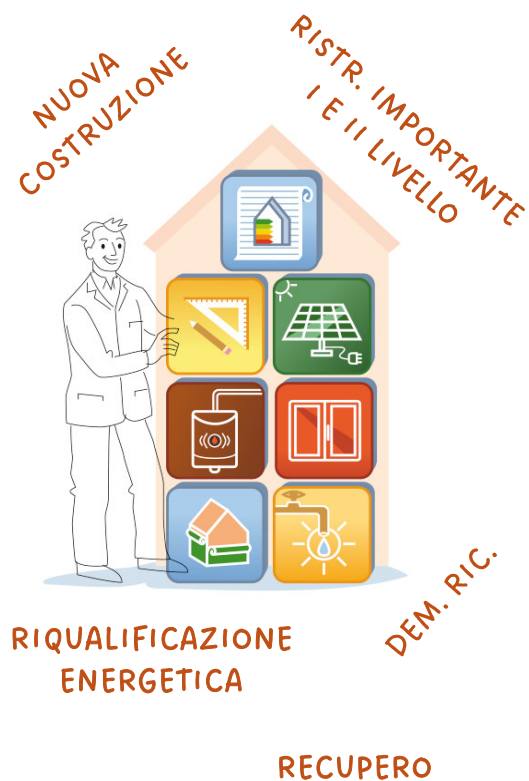 NUOVA
COSTRUZIONE
RISTR. IMPORTANTE
I E II LIVELLO
DEM. RIC.
RIQUALIFICAZIONE
ENERGETICA
RECUPERO